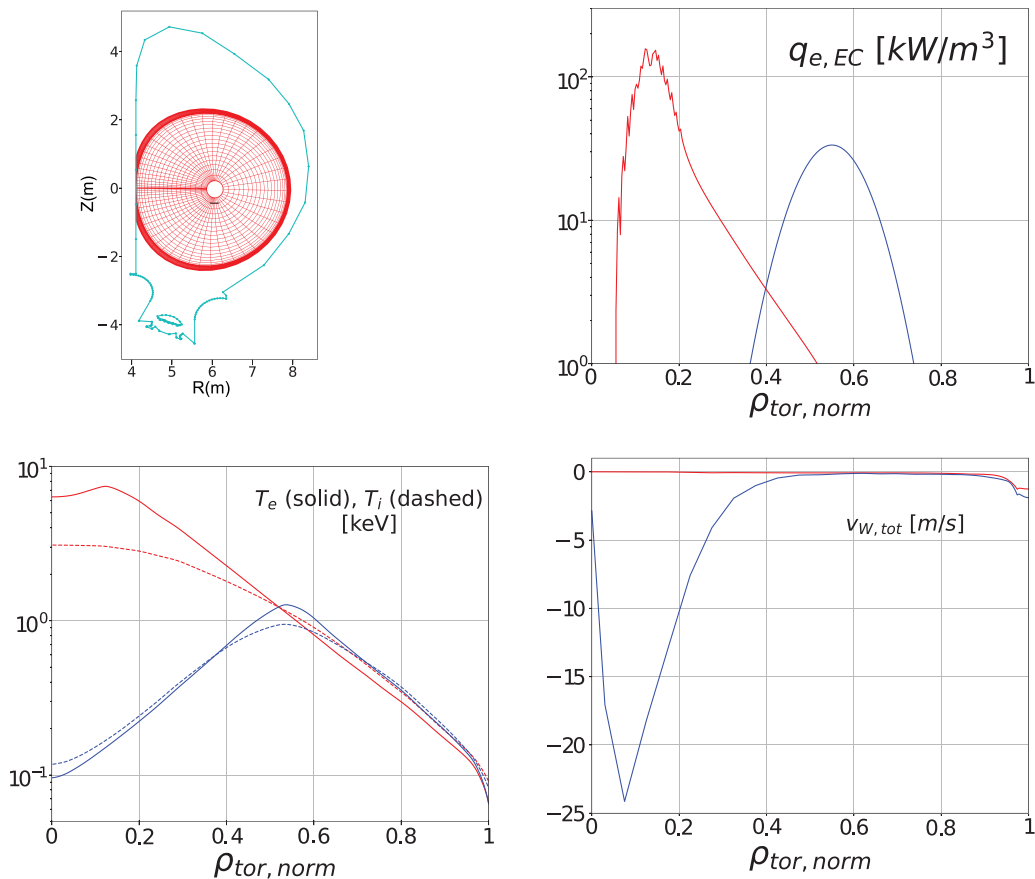 4
2
0
−2
−4
Z(m)
4 5 6 7 8
R(m)
q_{e, EC} [kW/m^3]
10^2
10^1
10^0
0 0.2 0.4 0.6 0.8 1
ρ_{tor, norm}
10^1
10^0
10^{−1}
T_e (solid), T_i (dashed)
[keV]
0 0.2 0.4 0.6 0.8 1
ρ_{tor, norm}
0
−5
−10
−15
−20
−25
v_{W, tot} [m/s]
0 0.2 0.4 0.6 0.8 1
ρ_{tor, norm}